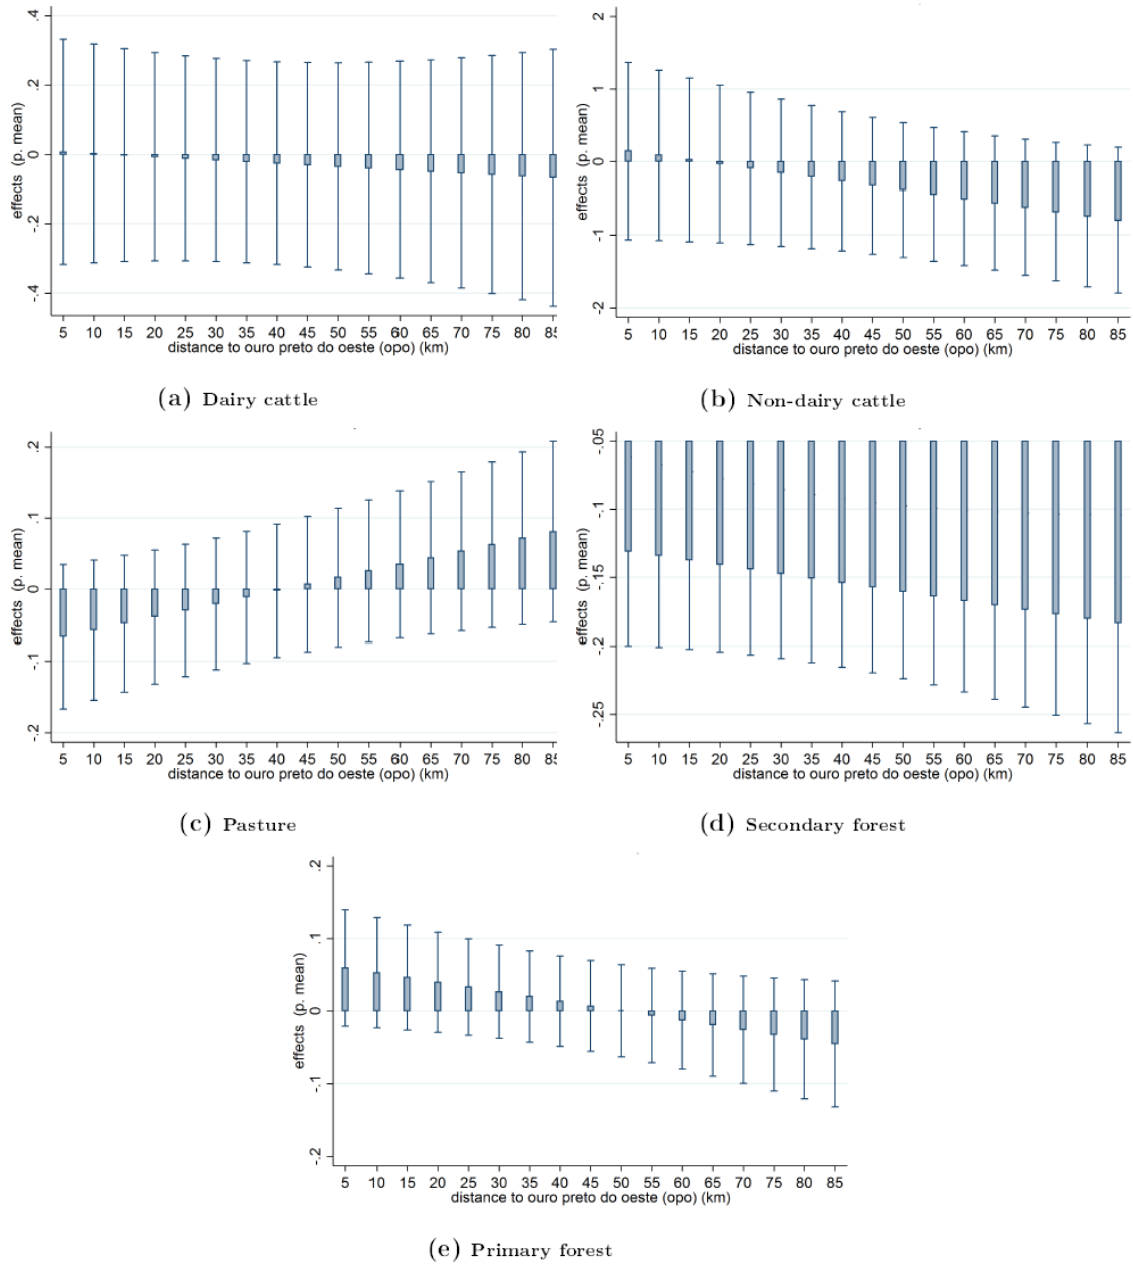 .4
.2
0
-.2
-.4
effects (p. mean)
5 10 15 20 25 30 35 40 45 50 55 60 65 70 75 80 85
distance to ouro preto do oeste (opo) (km)
(a) Dairy cattle
2
1
0
-1
-2
effects (p. mean)
5 10 15 20 25 30 35 40 45 50 55 60 65 70 75 80 85
distance to ouro preto do oeste (opo) (km)
(b) Non-dairy cattle
.2
.1
0
-.1
-.2
effects (p. mean)
5 10 15 20 25 30 35 40 45 50 55 60 65 70 75 80 85
distance to ouro preto do oeste (opo) (km)
(c) Pasture
-.05
-.1
-.15
-.2
-.25
effects (p. mean)
5 10 15 20 25 30 35 40 45 50 55 60 65 70 75 80 85
distance to ouro preto do oeste (opo) (km)
(d) Secondary forest
.2
.1
0
-.1
-.2
effects (p. mean)
5 10 15 20 25 30 35 40 45 50 55 60 65 70 75 80 85
distance to ouro preto do oeste (opo) (km)
(e) Primary forest